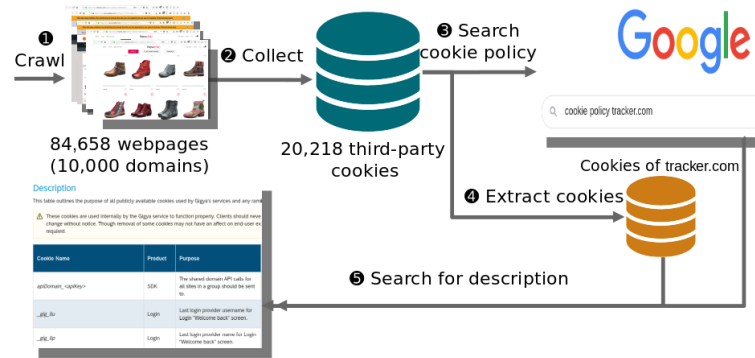 ❶
Crawl
❷ Collect
❸ Search
cookie policy
Google
cookie policy tracker.com
84,658 webpages
(10,000 domains)
20,218 third-party
cookies
Cookies of tracker.com
❹ Extract cookies
❺ Search for description
Description
This table outlines the purpose of all publicly available cookies used by Gigya's services and any
These cookies are used internally by the Gigya service to function properly. Clients should never
change without notice. Though removal of some cookies may not have an affect on end-user
required.
Cookie Name Product Purpose
apiDomain_<apiKey> SDK The shared domain API calls for
all sites in a group should be sent
to.
_gig_llu Login Last login provider username for
Login "Welcome back" screen.
_gig_llp Login Last login provider name for
Login "Welcome back" screen.